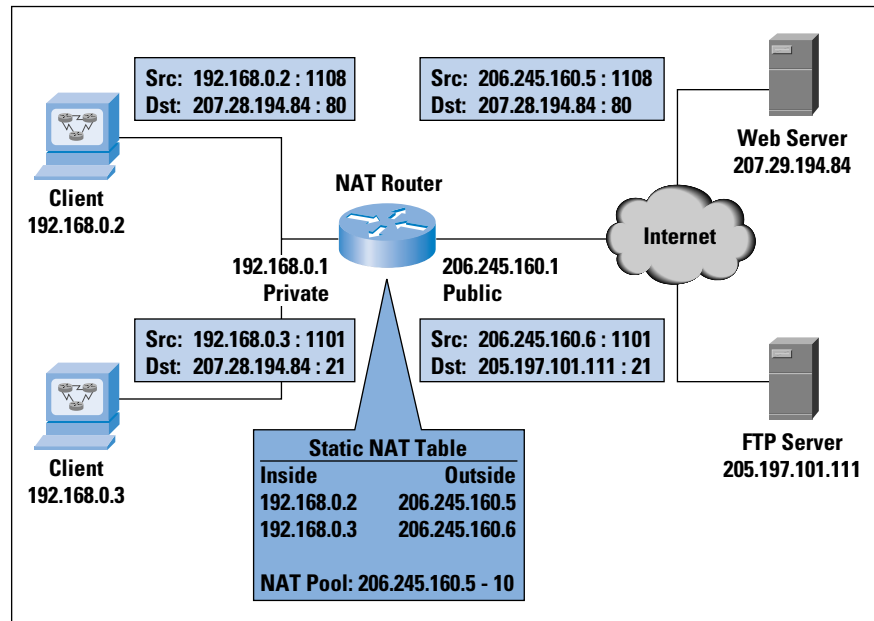 Src: 192.168.0.2 : 1108
Dst: 207.28.194.84 : 80
Src: 206.245.160.5 : 1108
Dst: 207.28.194.84 : 80
Client
192.168.0.2
NAT Router
Web Server
207.29.194.84
Internet
192.168.0.1
Private
206.245.160.1
Public
Src: 192.168.0.3 : 1101
Dst: 207.28.194.84 : 21
Src: 206.245.160.6 : 1101
Dst: 205.197.101.111 : 21
Client
192.168.0.3
FTP Server
205.197.101.111
Static NAT Table
Inside Outside
192.168.0.2 206.245.160.5
192.168.0.3 206.245.160.6
NAT Pool: 206.245.160.5 - 10